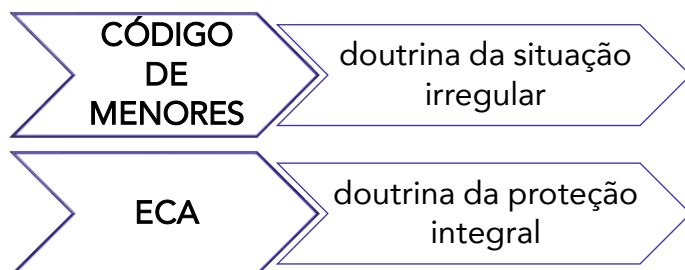 CÓDIGO
DE
MENORES
doutrina da situação
irregular
ECA
doutrina da proteção
integral